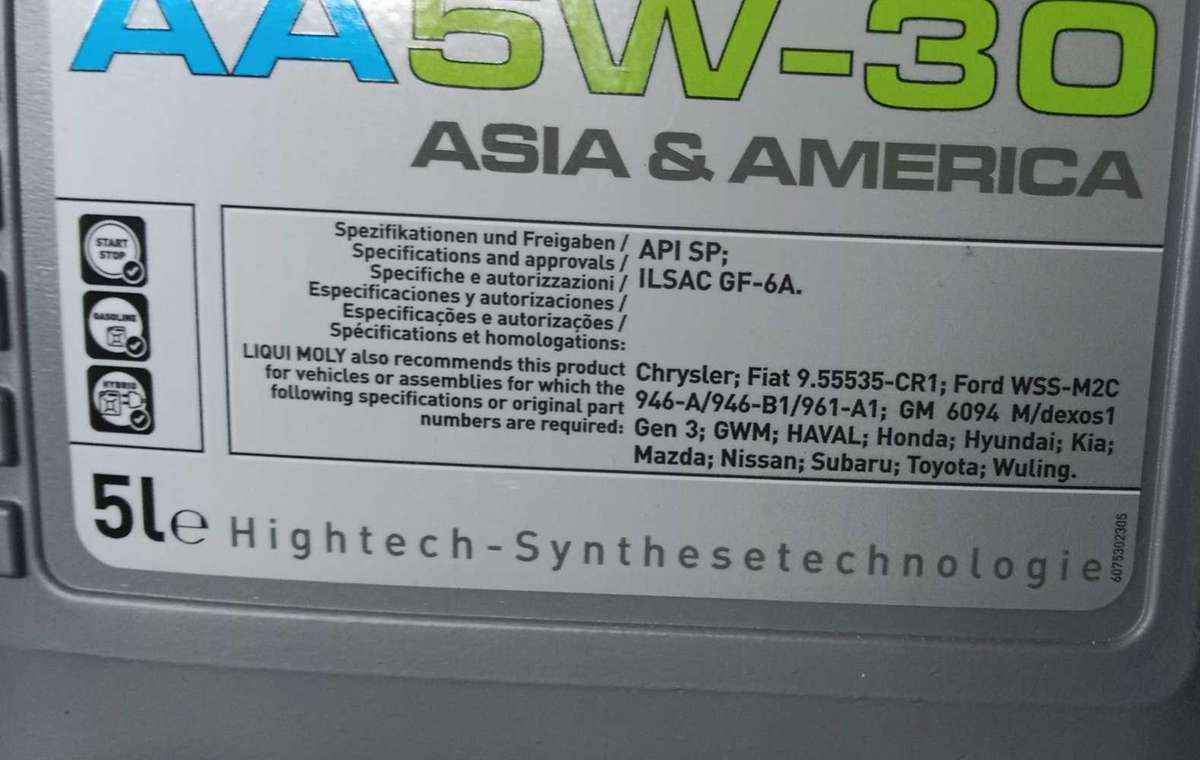 AA5W-30
ASIA & AMERICA
START
STOP
GASOLINE
HYBRID
Spezifikationen und Freigaben /
Specifications and approvals /
Specifiche e autorizzazioni /
Especificaciones y autorizaciones /
Especificações e autorizações /
Spécifications et homologations:
API SP;
ILSAC GF-6A.
LIQUI MOLY also recommends this product
for vehicles or assemblies for which the
following specifications or original part
numbers are required:
Chrysler; Fiat 9.55535-CR1; Ford WSS-M2C
946-A/946-B1/961-A1; GM 6094 M/dexos1
Gen 3; GWM; HAVAL; Honda; Hyundai; Kia;
Mazda; Nissan; Subaru; Toyota; Wuling.
5l℮ Hightech-Synthesetechnologie
6075302305